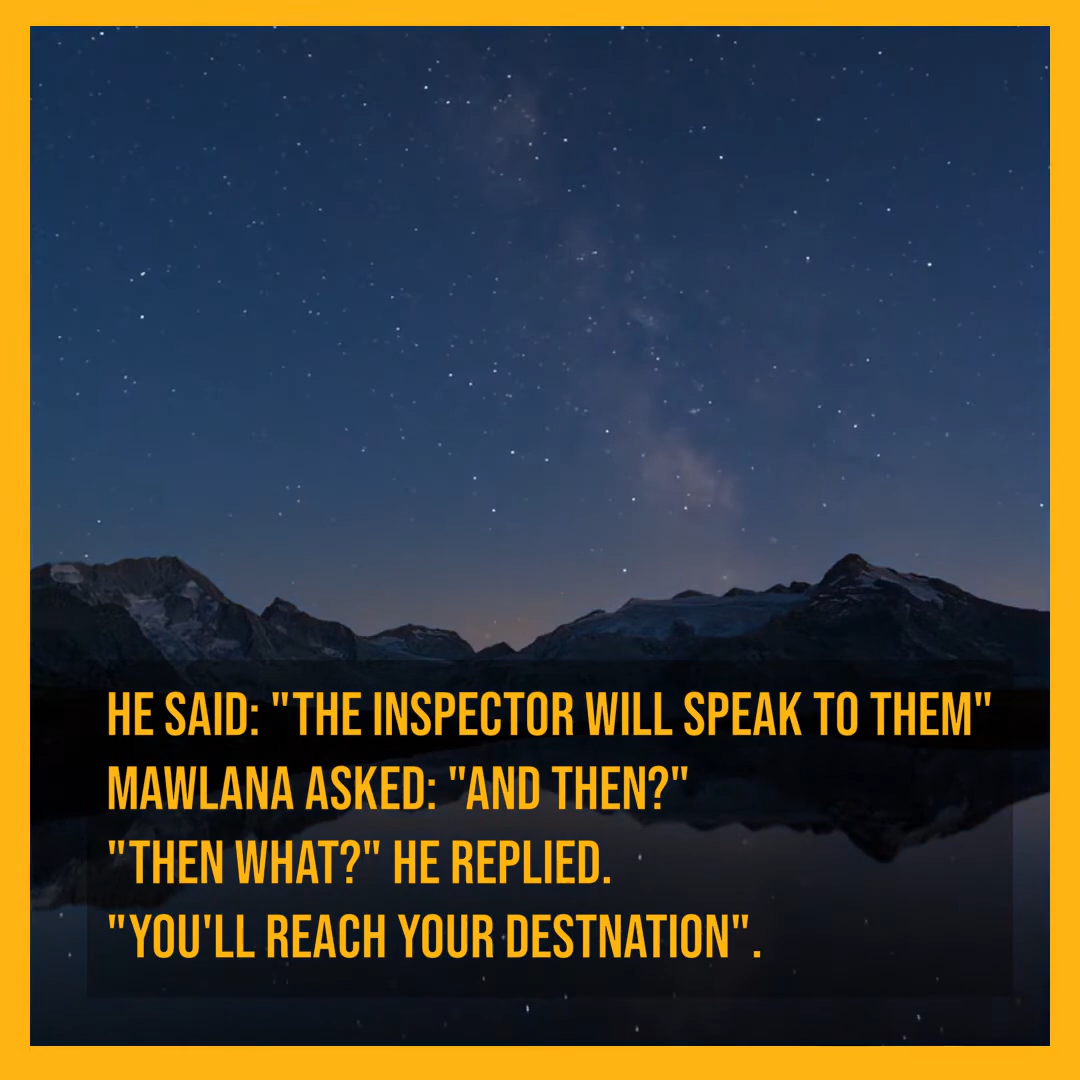 HE SAID: "THE INSPECTOR WILL SPEAK TO THEM"
MAWLANA ASKED: "AND THEN?"
"THEN WHAT?" HE REPLIED.
"YOU'LL REACH YOUR DESTNATION".